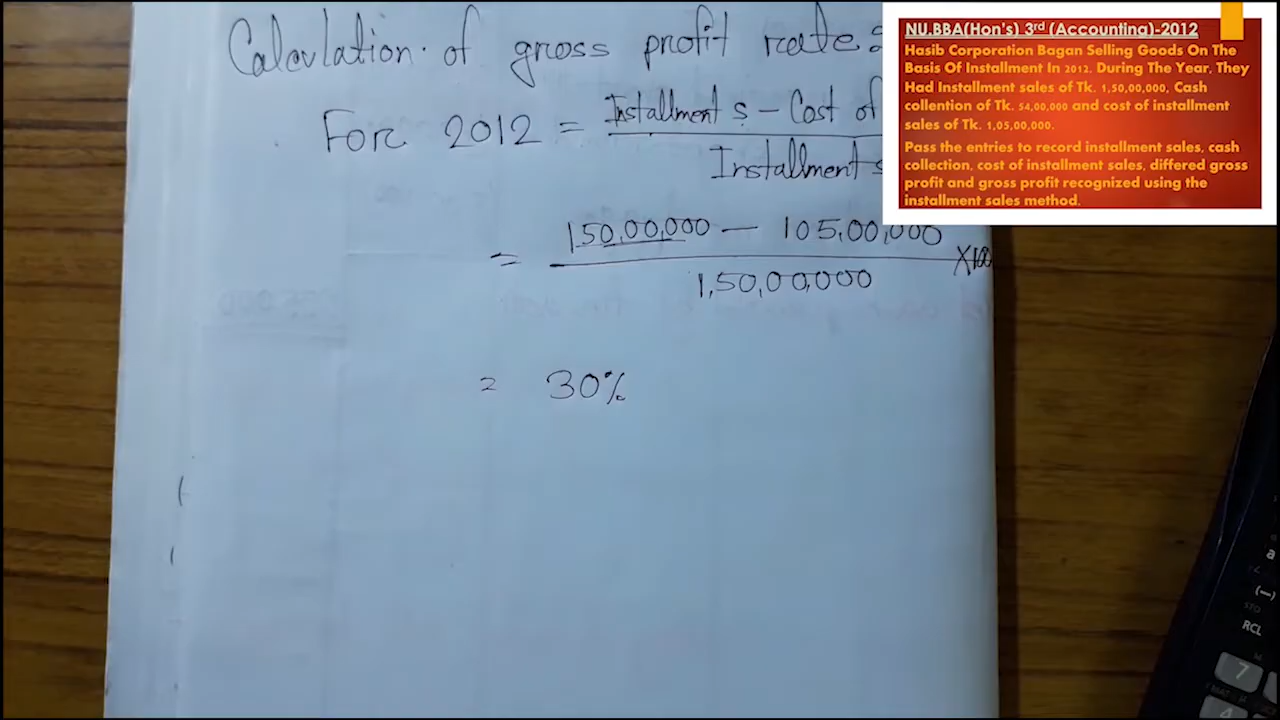 Calculation of gross profit rate:
For 2012 = Installment s - Cost of
Installment s
= 150,00,000 - 105,00,000
1,50,00,000
×100
= 30%
NU.BBA(Hon's) 3rd (Accounting)-2012
Hasib Corporation Bagan Selling Goods On The
Basis Of Installment In 2012. During The Year, They
Had Installment sales of Tk. 1,50,00,000, Cash
collention of Tk. 54,00,000 and cost of installment
sales of Tk. 1,05,00,000.
Pass the entries to record installment sales, cash
collection, cost of installment sales, differed gross
profit and gross profit recognized using the
installment sales method.
(-)
RCL
7
4